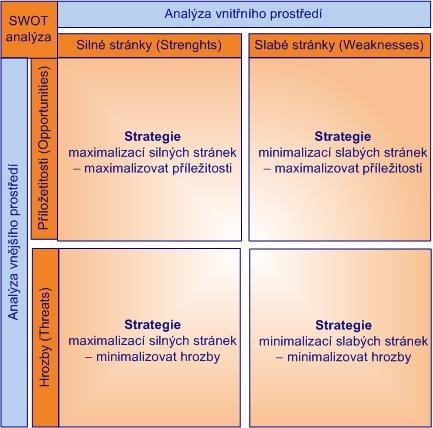 SWOT
analýza
Analýza vnitřního prostředí
Silné stránky (Strenghts)
Slabé stránky (Weaknesses)
Analýza vnějšího prostředí
Příložetitosti (Opportunities)
Strategie
maximalizací silných stránek
– maximalizovat příležitosti
Strategie
minimalizací slabých stránek
– maximalizovat příležitosti
Hrozby (Threats)
Strategie
maximalizací silných stránek
– minimalizovat hrozby
Strategie
minimalizací slabých stránek
– minimalizovat hrozby